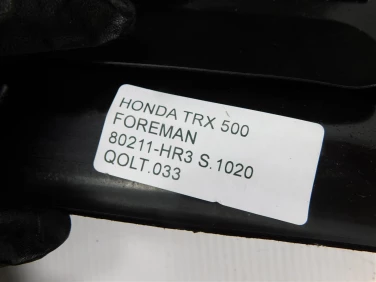 HONDA TRX 500
FOREMAN
80211-HR3 S.1020
QOLT.033